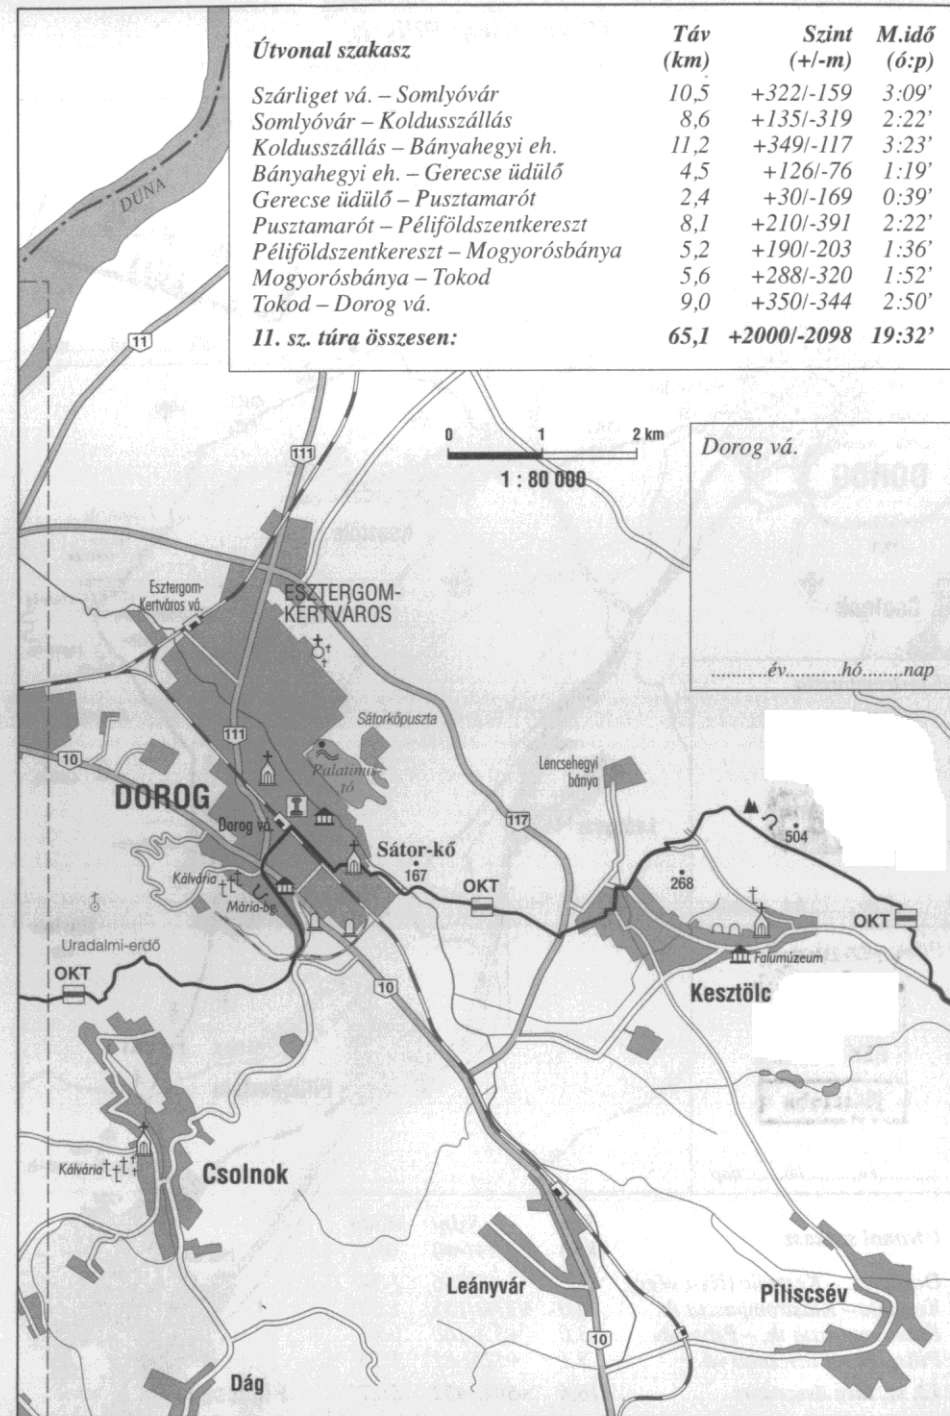 Útvonal szakasz Táv (km) Szint (+/-m) M.idő (ó:p)
Szárliget vá. – Somlyóvár 10,5 +322/-159 3:09'
Somlyóvár – Koldusszállás 8,6 +135/-319 2:22'
Koldusszállás – Bányahegyi eh. 11,2 +349/-117 3:23'
Bányahegyi eh. – Gerecse üdülő 4,5 +126/-76 1:19'
Gerecse üdülő – Pusztamarót 2,4 +30/-169 0:39'
Pusztamarót – Péliföldszentkereszt 8,1 +210/-391 2:22'
Péliföldszentkereszt – Mogyorósbánya 5,2 +190/-203 1:36'
Mogyorósbánya – Tokod 5,6 +288/-320 1:52'
Tokod – Dorog vá. 9,0 +350/-344 2:50'
11. sz. túra összesen: 65,1 +2000/-2098 19:32'
DUNA
11
111
0 1 2 km
1 : 80 000
Dorog vá.
...........év...........hó........nap
Esztergom-
Kertváros vá.
ESZTERGOM-
KERTVÁROS
Sátorkőpuszta
111
10
Palatinus-
tó
Lencsehegyi
bánya
DOROG
Dorog vá.
117
504
Sátor-kő
167
268
Kálvária
Mária-bg.
OKT
OKT
Uradalmi-erdő
Falumúzeum
OKT
10
Kesztölc
Kálvária
Csolnok
Leányvár
Piliscsév
10
Dág